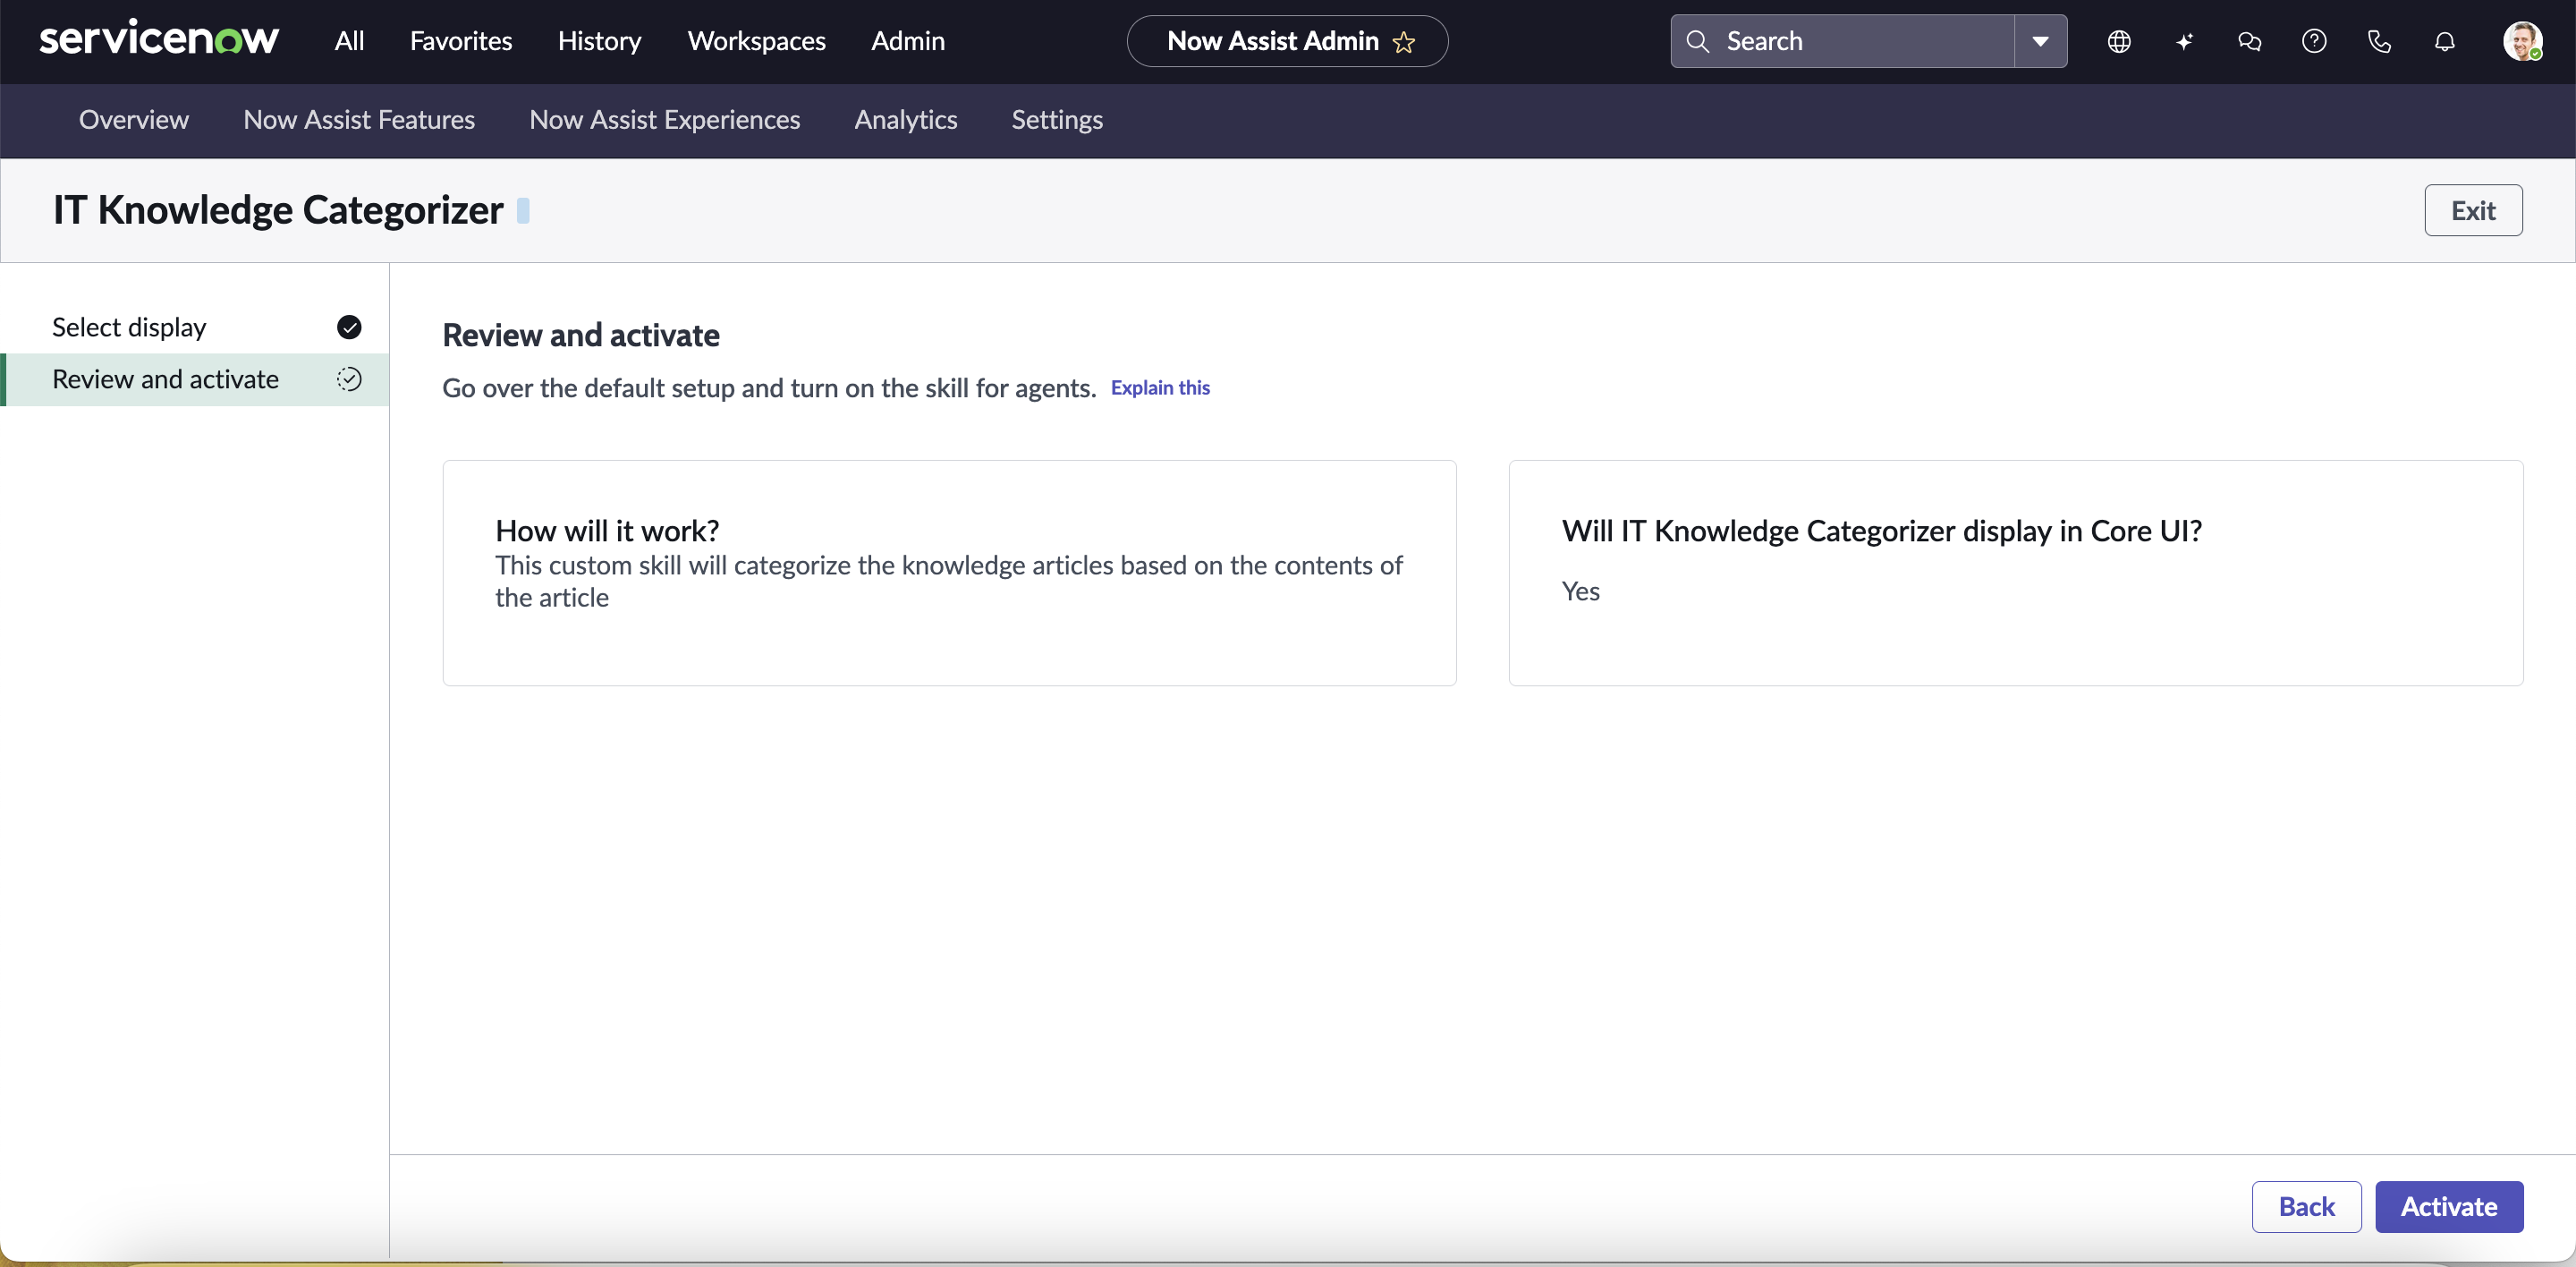 servicenow
All
Favorites
History
Workspaces
Admin
Now Assist Admin
Search
Overview
Now Assist Features
Now Assist Experiences
Analytics
Settings
IT Knowledge Categorizer
Exit
Select display
Review and activate
Review and activate
Go over the default setup and turn on the skill for agents. Explain this
How will it work?
This custom skill will categorize the knowledge articles based on the contents of
the article
Will IT Knowledge Categorizer display in Core UI?
Yes
Back
Activate